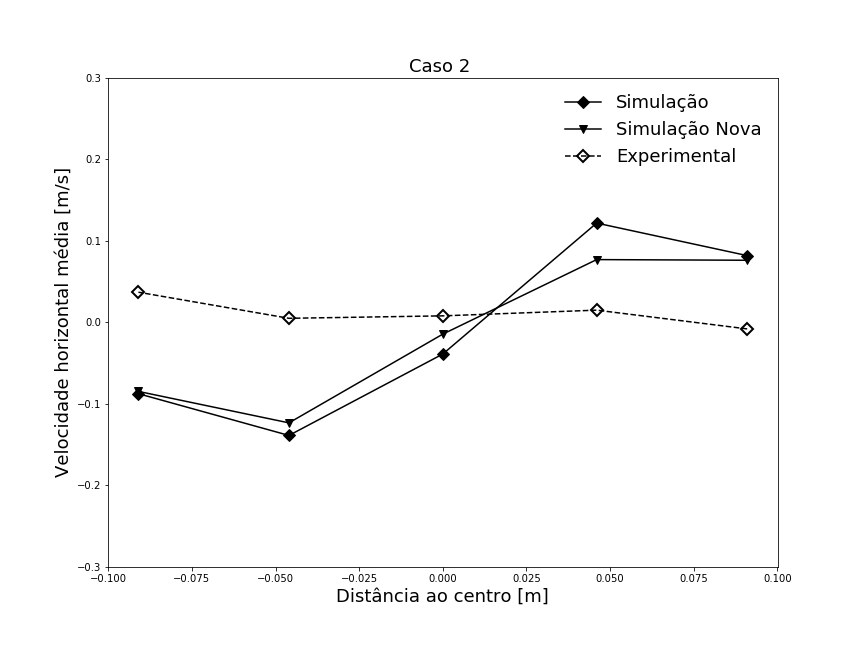 Caso 2
Simulação
Simulação Nova
Experimental
Velocidade horizontal média [m/s]
0.3
0.2
0.1
0.0
−0.1
−0.2
−0.3
−0.100 −0.075 −0.050 −0.025 0.000 0.025 0.050 0.075 0.100
Distância ao centro [m]